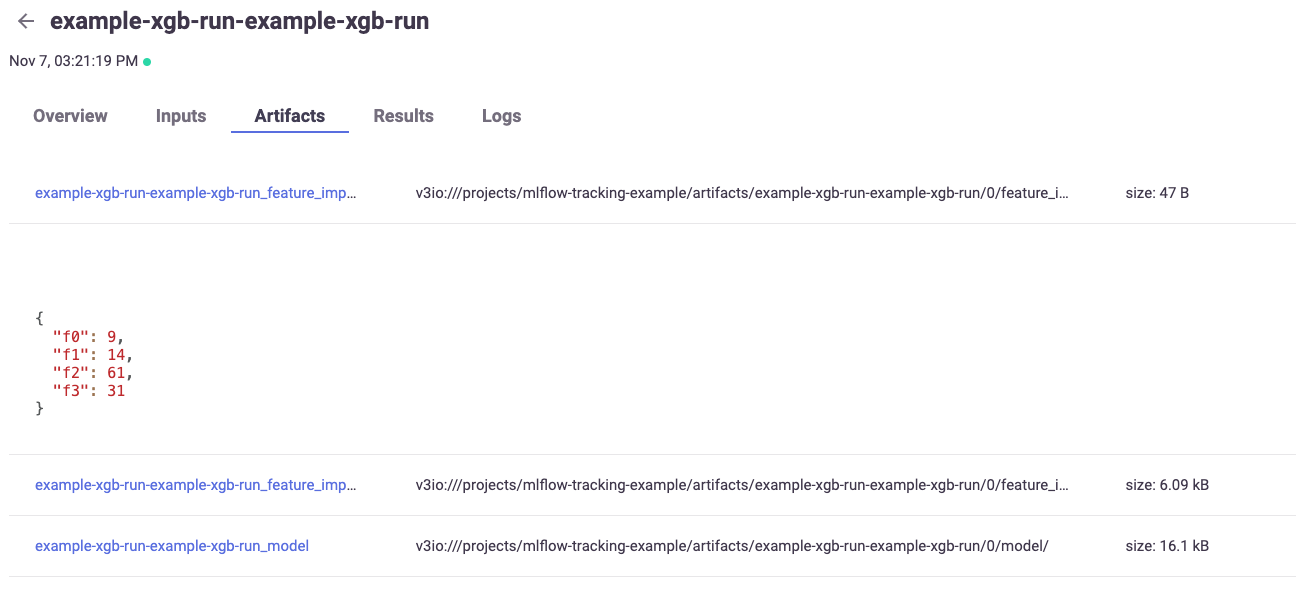 example-xgb-run-example-xgb-run
Nov 7, 03:21:19 PM
Overview Inputs Artifacts Results Logs
example-xgb-run-example-xgb-run_feature_imp... v3io:///projects/mlflow-tracking-example/artifacts/example-xgb-run-example-xgb-run/0/feature_i... size: 47 B
{
"f0": 9,
"f1": 14,
"f2": 61,
"f3": 31
}
example-xgb-run-example-xgb-run_feature_imp... v3io:///projects/mlflow-tracking-example/artifacts/example-xgb-run-example-xgb-run/0/feature_i... size: 6.09 kB
example-xgb-run-example-xgb-run_model v3io:///projects/mlflow-tracking-example/artifacts/example-xgb-run-example-xgb-run/0/model/ size: 16.1 kB